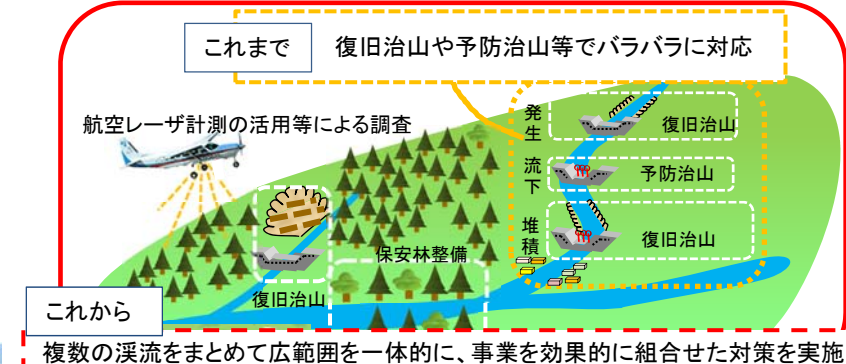 これまで
復旧治山や予防治山等でバラバラに対応
航空レーザ計測の活用等による調査
発生
復旧治山
流下
予防治山
堆積
復旧治山
保安林整備
復旧治山
これから
複数の渓流をまとめて広範囲を一体的に、事業を効果的に組合せた対策を実施